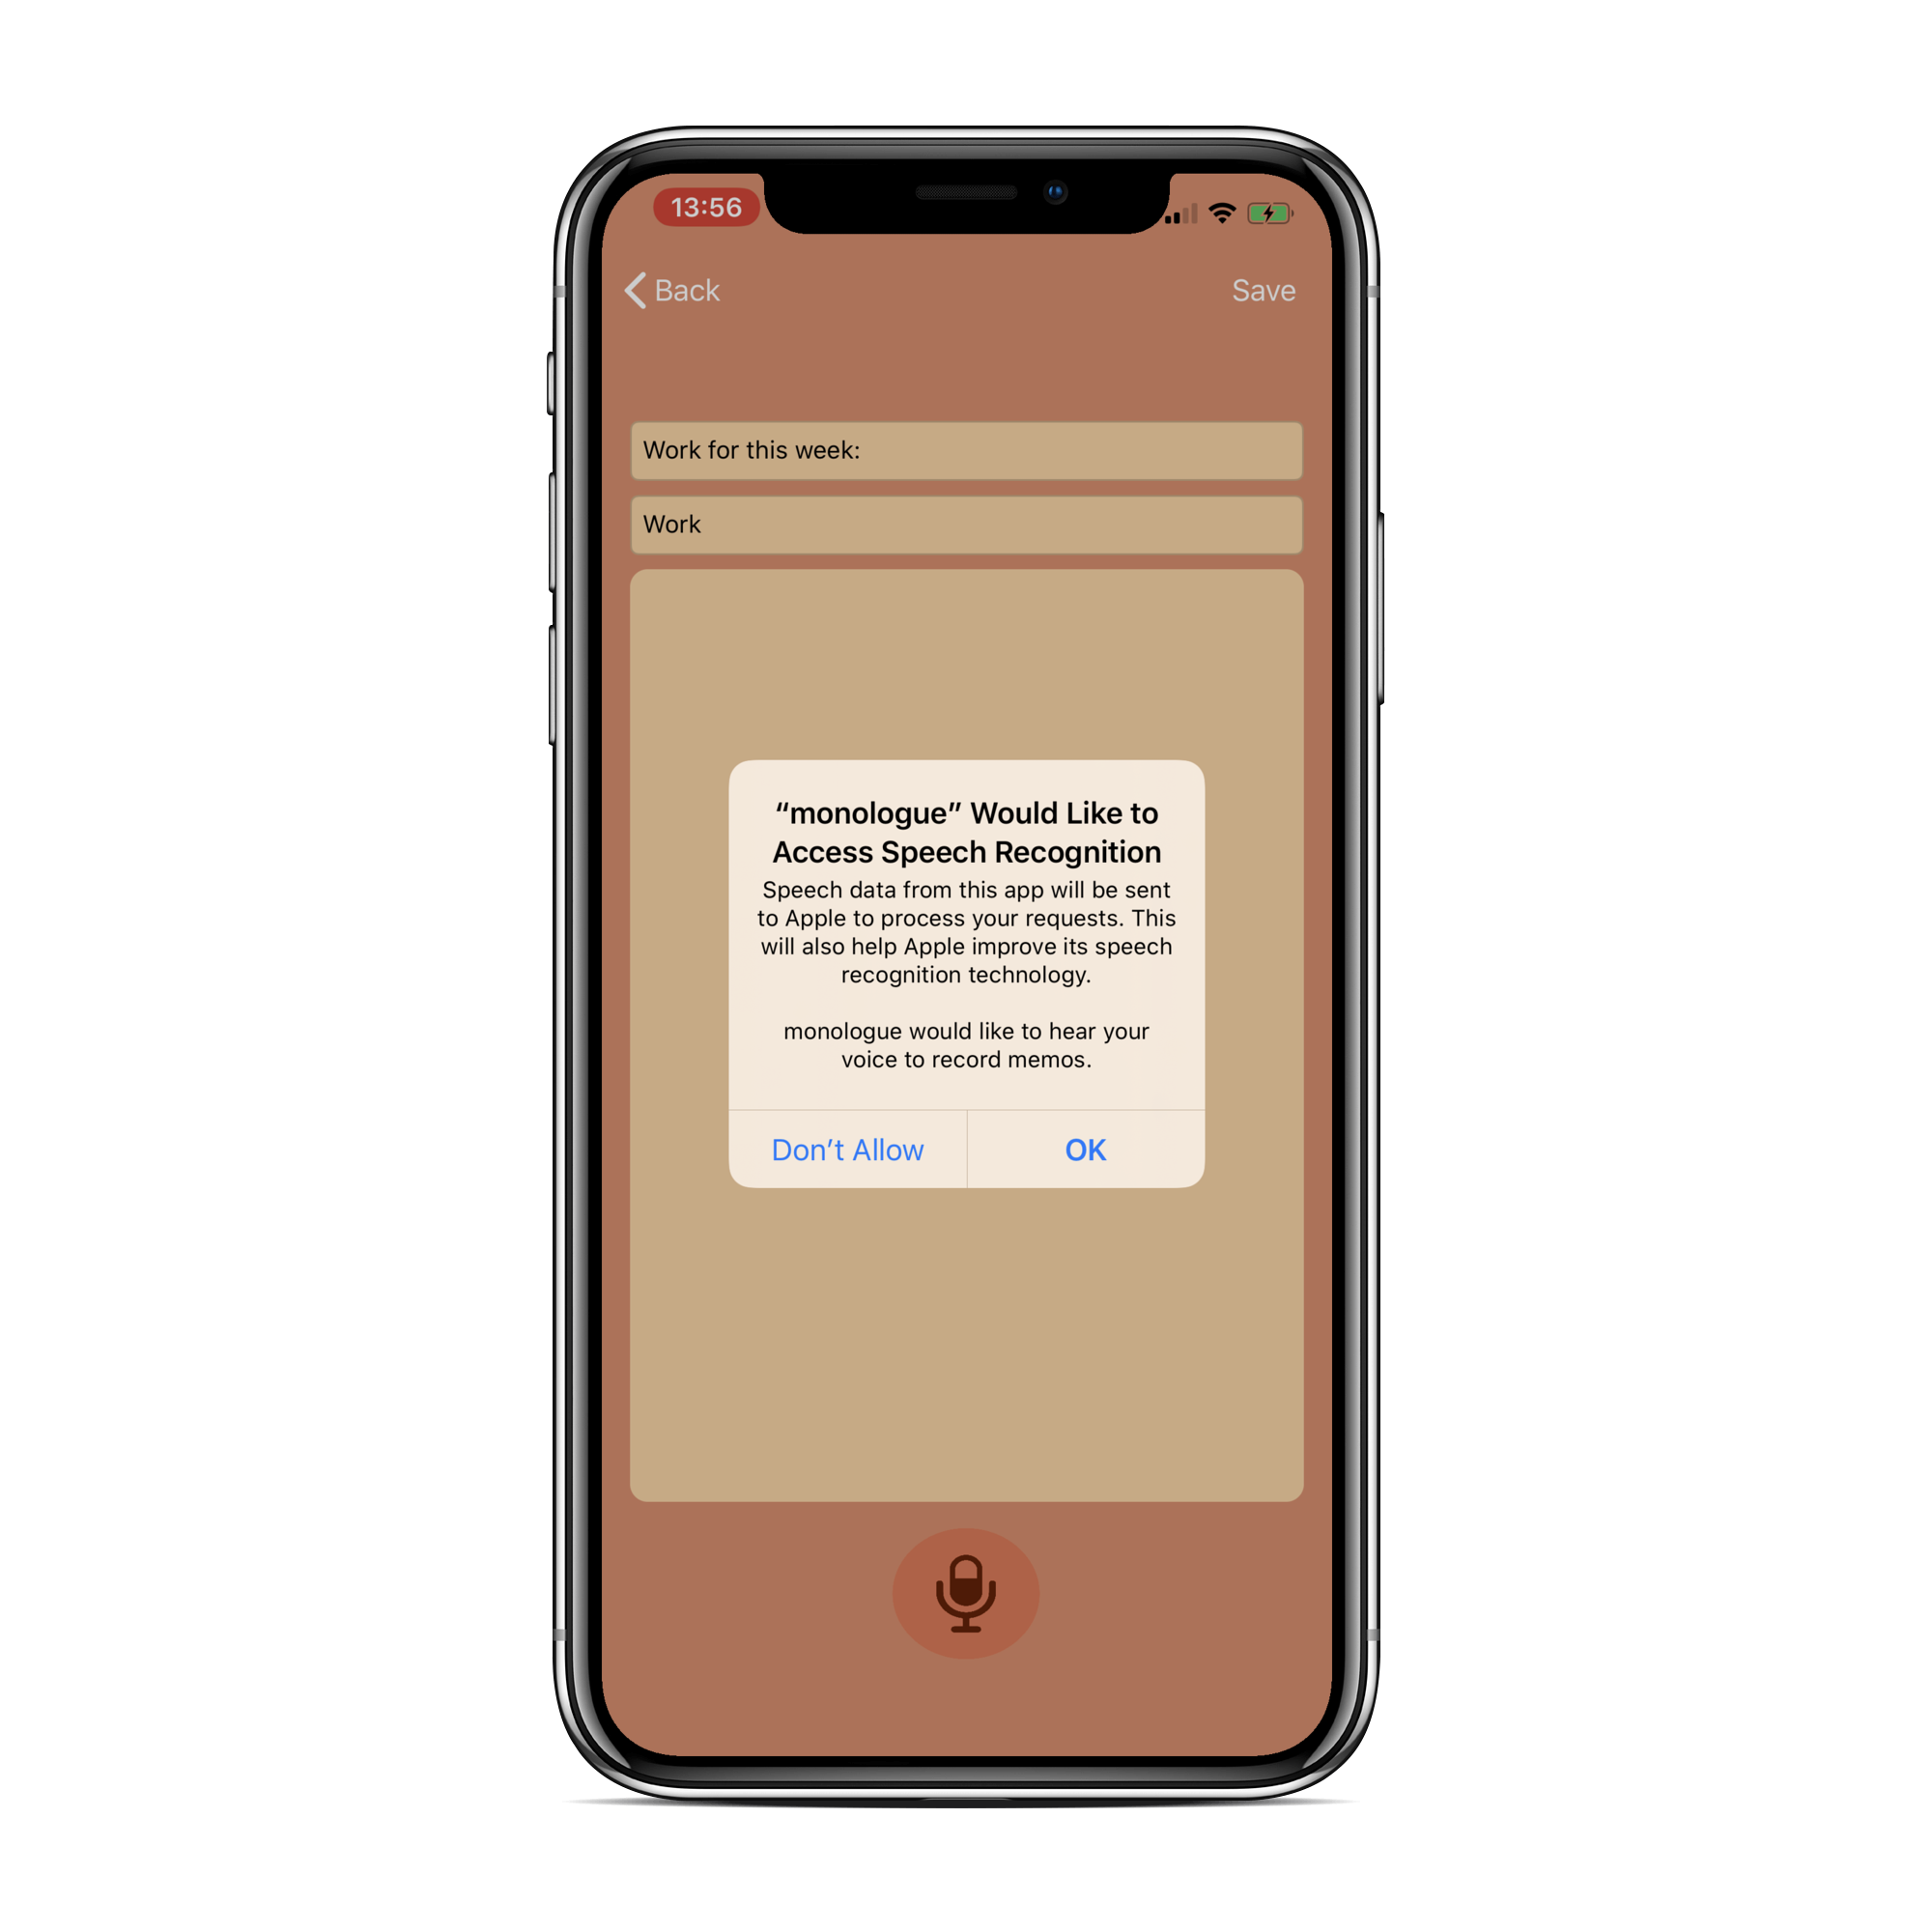 13:56
Back
Save
Work for this week:
Work
“monologue” Would Like to
Access Speech Recognition
Speech data from this app will be sent
to Apple to process your requests. This
will also help Apple improve its speech
recognition technology.
monologue would like to hear your
voice to record memos.
Don’t Allow
OK